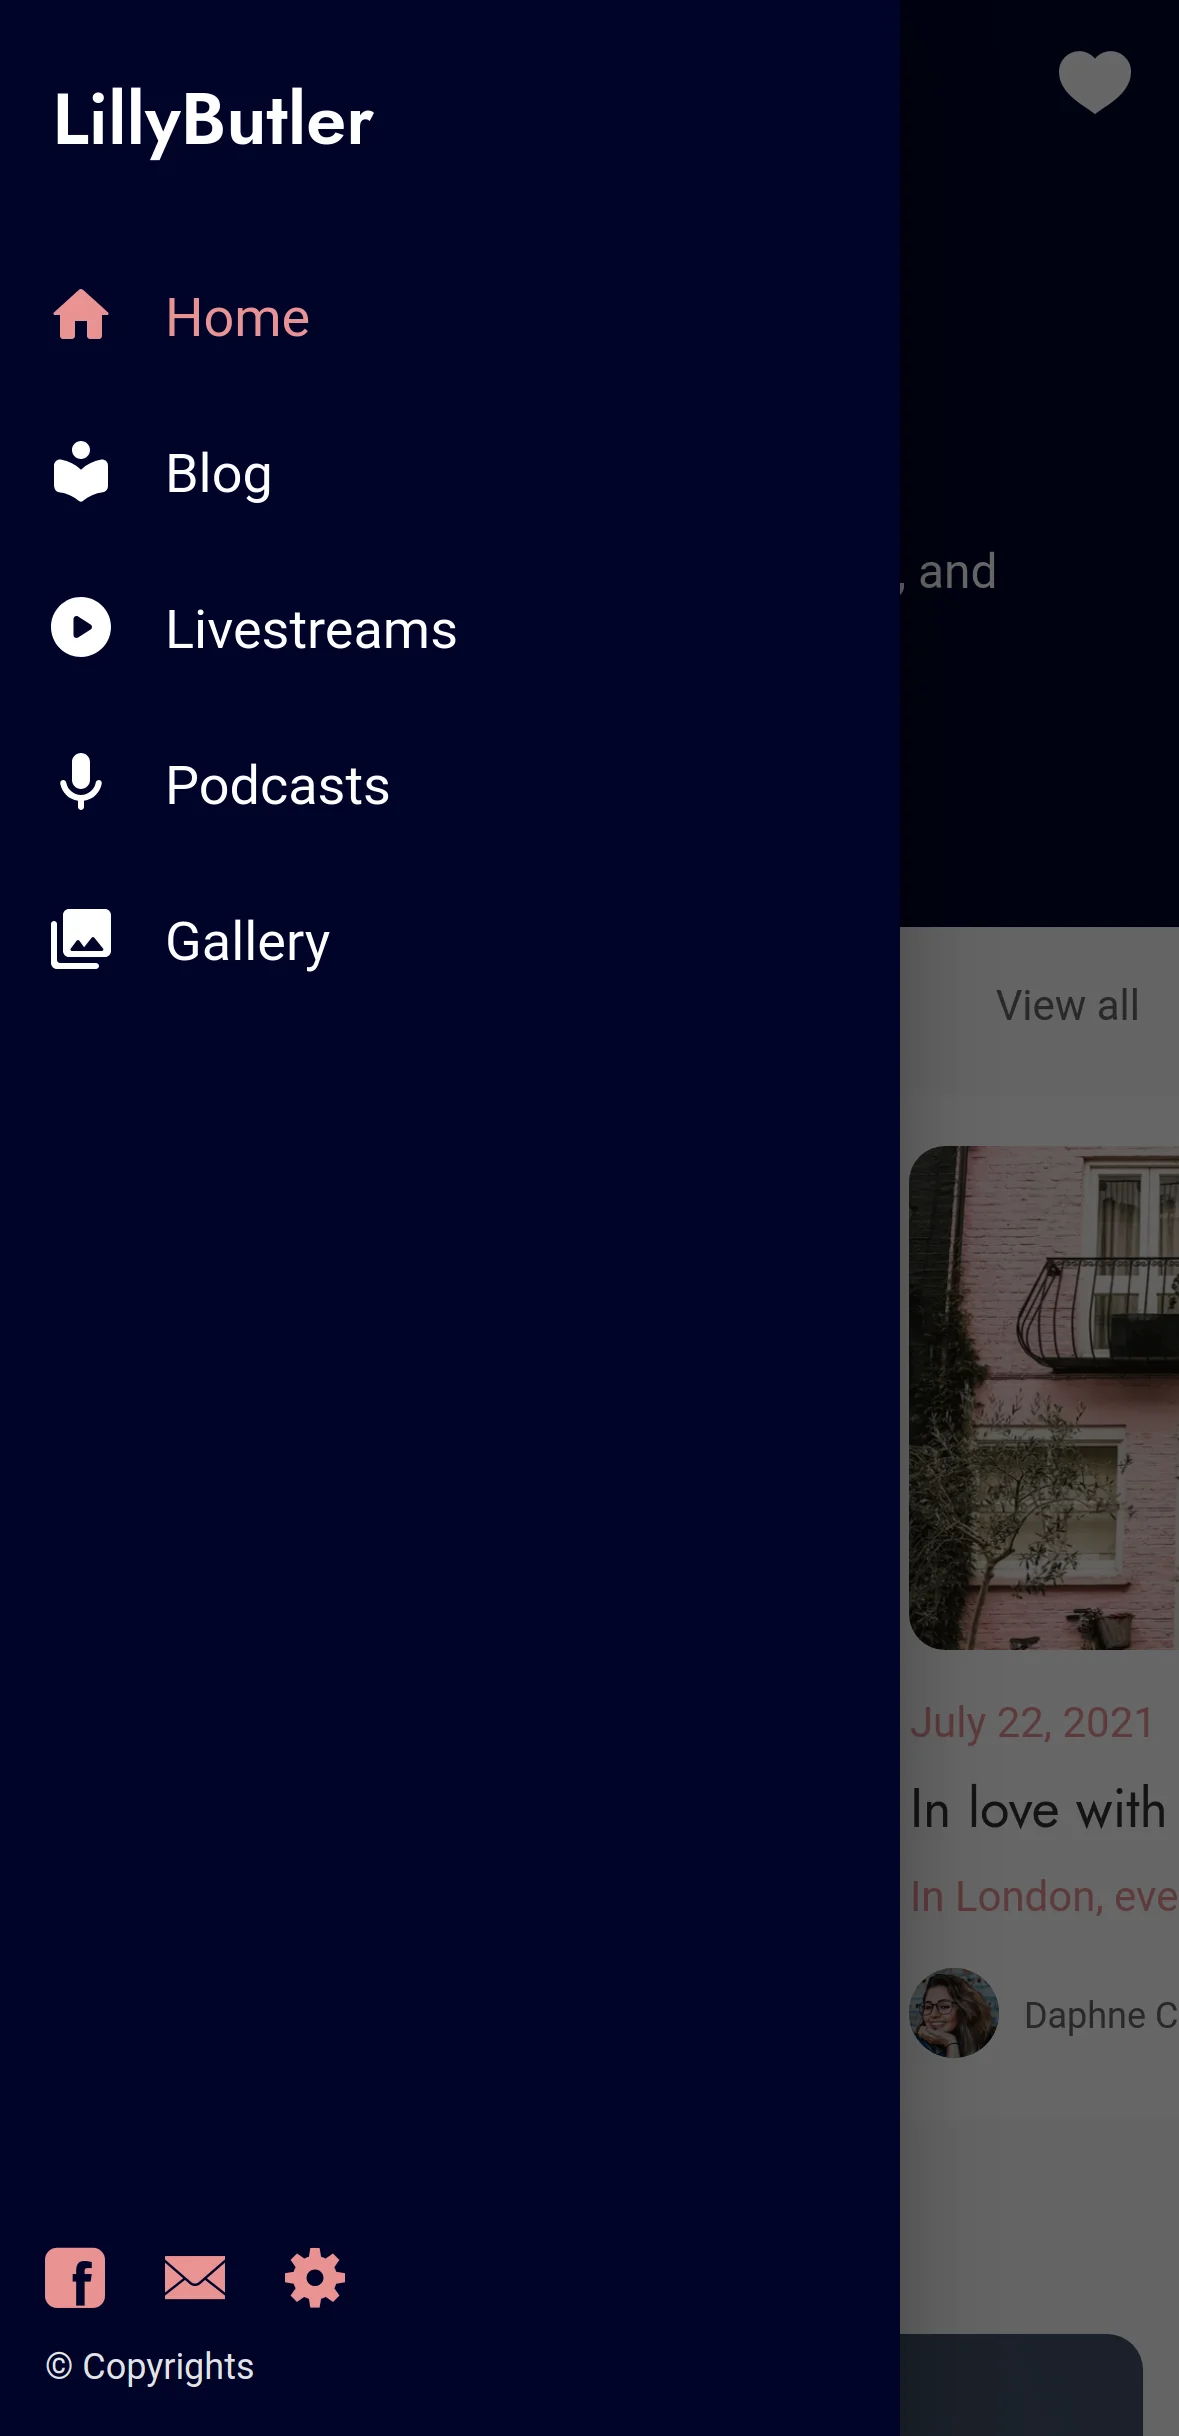 LillyButler
Home
Blog
Livestreams
Podcasts
Gallery
, and
View all
July 22, 2021
In love with
In London, eve
Daphne C
© Copyrights